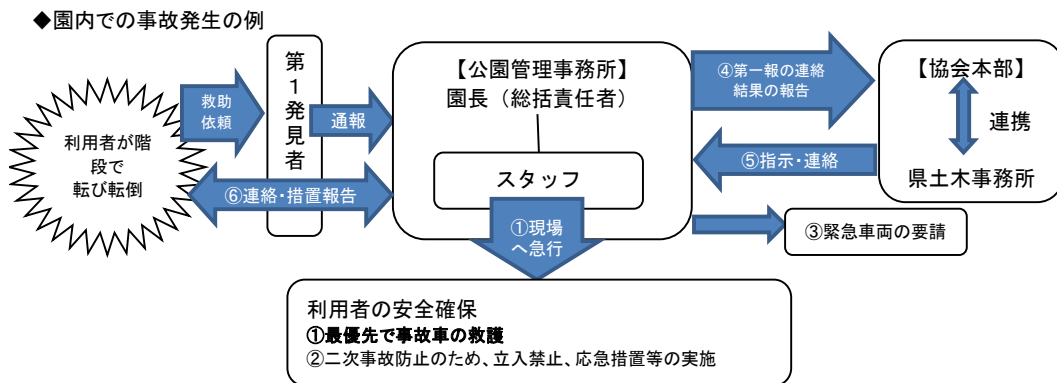 ◆園内での事故発生の例
利用者が階
段で
転び転倒
救助
依頼
第1発見者
通報
⑥連絡・措置報告
【公園管理事務所】
園長（総括責任者）
スタッフ
①現場
へ急行
④第一報の連絡
結果の報告
⑤指示・連絡
③緊急車両の要請
【協会本部】
連携
県土木事務所
利用者の安全確保
①最優先で事故車の救護
②二次事故防止のため、立入禁止、応急措置等の実施